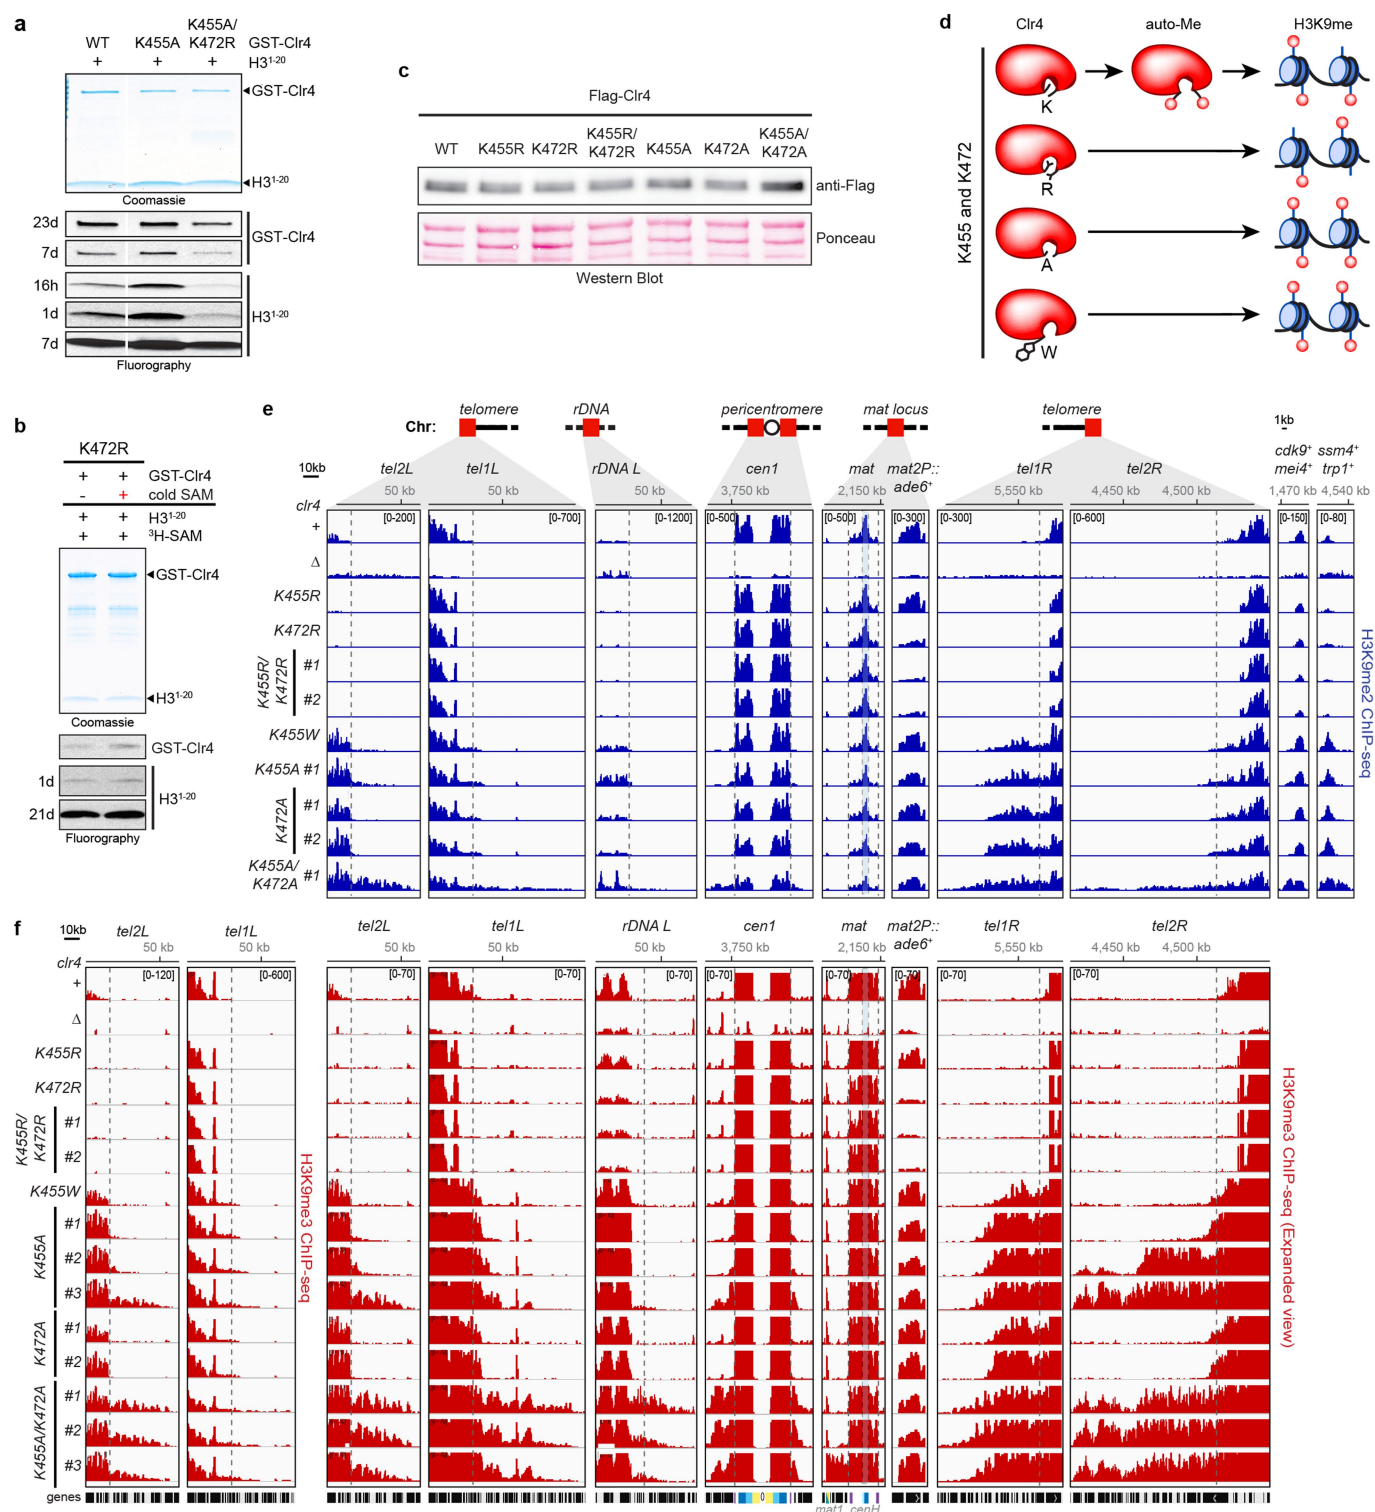 a
WT K455A K455A/ K472R GST-Clr4
+ + + H3¹⁻²⁰
GST-Clr4
H3¹⁻²⁰
Coomassie
23d
7d
GST-Clr4
16h
1d
7d
H3¹⁻²⁰
Fluorography
b
K472R
+ + GST-Clr4
- + cold SAM
+ + H3¹⁻²⁰
+ + ³H-SAM
GST-Clr4
H3¹⁻²⁰
Coomassie
GST-Clr4
1d
21d
H3¹⁻²⁰
Fluorography
c
Flag-Clr4
WT K455R K472R K455R/ K472R K455A K472A K455A/ K472A
anti-Flag
Ponceau
Western Blot
d
Clr4 auto-Me H3K9me
K455 and K472
K
R
A
W
e
Chr:
telomere rDNA pericentromere mat locus telomere
1kb
10kb
tel2L tel1L rDNA L cen1 mat mat2P:: ade6⁺ tel1R tel2R cdk9⁺ mei4⁺ ssm4⁺ trp1⁺
50 kb 50 kb 50 kb 3,750 kb 2,150 kb 5,550 kb 4,450 kb 4,500 kb 1,470 kb 4,540 kb
clr4
[0-200] [0-700] [0-1200] [0-500] [0-500] [0-300] [0-300] [0-600] [0-150] [0-80]
+
Δ
K455R
K472R
K455R/ K472R
#1
#2
K455W
K455A #1
K472A
#1
#2
K455A/ K472A #1
H3K9me2 ChIP-seq
f
10kb
tel2L tel1L tel2L tel1L rDNA L cen1 mat mat2P:: ade6⁺ tel1R tel2R
50 kb 50 kb 50 kb 50 kb 50 kb 3,750 kb 2,150 kb 5,550 kb 4,450 kb 4,500 kb
clr4
[0-120] [0-600] [0-70] [0-70] [0-70] [0-70] [0-70] [0-70] [0-70] [0-70]
+
Δ
K455R
K472R
K455R/ K472R
#1
#2
K455W
K455A
#1
#2
#3
K472A
#1
#2
K455A/K472A
#1
#2
#3
genes
H3K9me3 ChIP-seq
H3K9me3 ChIP-seq (Expanded view)
mat1 cenH